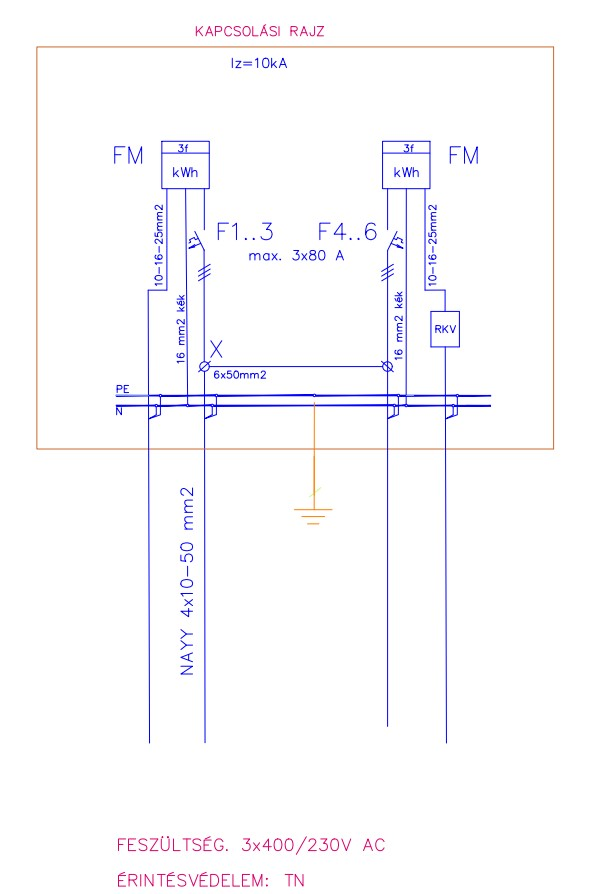 KAPCSOLÁSI RAJZ
Iz=10kA
FM
3f
kWh
3f
kWh
FM
10-16-25mm2
16 mm2 kék
F1..3
F4..6
max. 3x80 A
10-16-25mm2
16 mm2 kék
RKV
X
6x50mm2
PE
N
NAYY 4x10-50 mm2
FESZÜLTSÉG. 3x400/230V AC
ÉRINTÉSVÉDELEM: TN